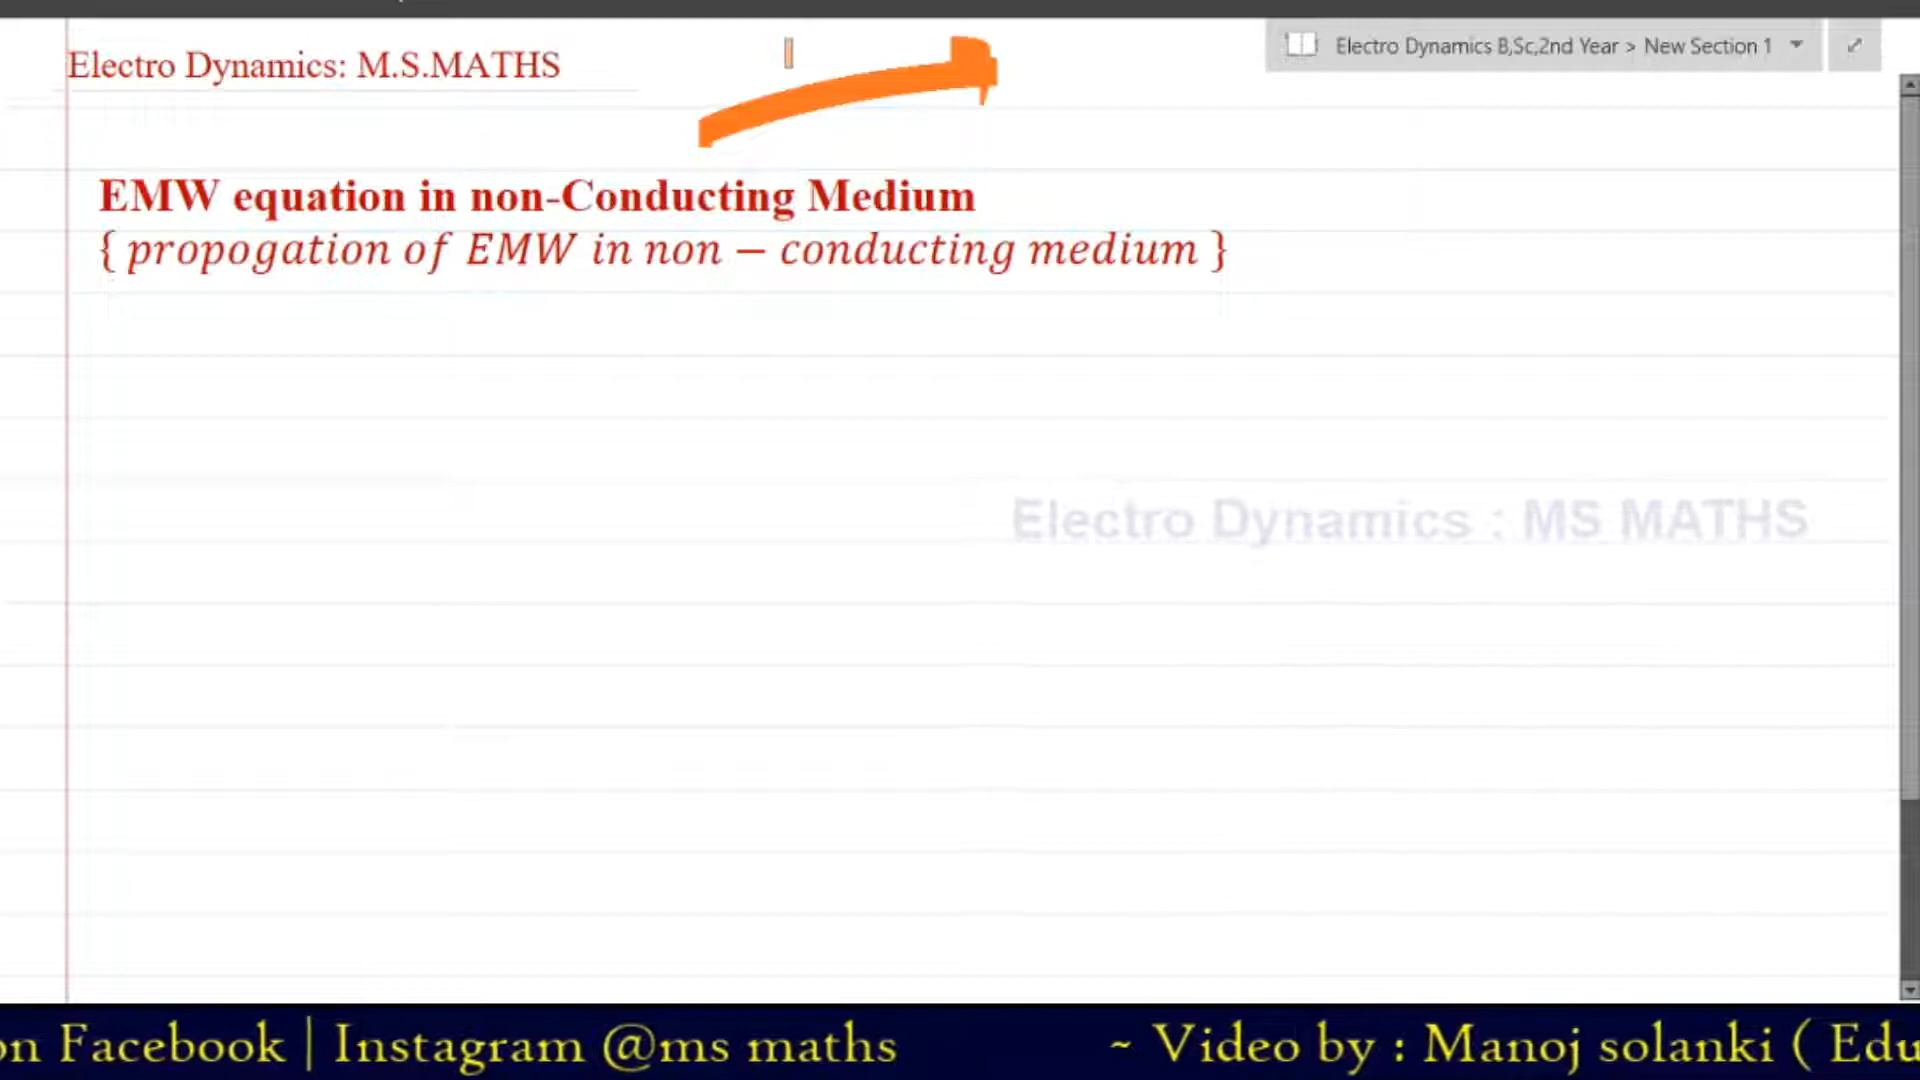 Electro Dynamics: M.S.MATHS
Electro Dynamics B,Sc,2nd Year > New Section 1
EMW equation in non-Conducting Medium
{ propogation of EMW in non − conducting medium }
Electro Dynamics : MS MATHS
on Facebook | Instagram @ms maths ~ Video by : Manoj solanki ( Edu